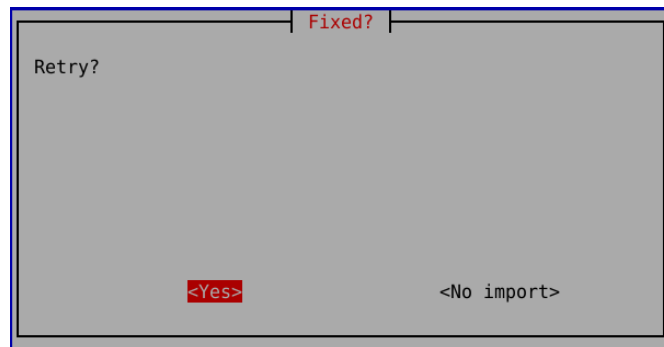 Fixed?
Retry?
<Yes> <No import>